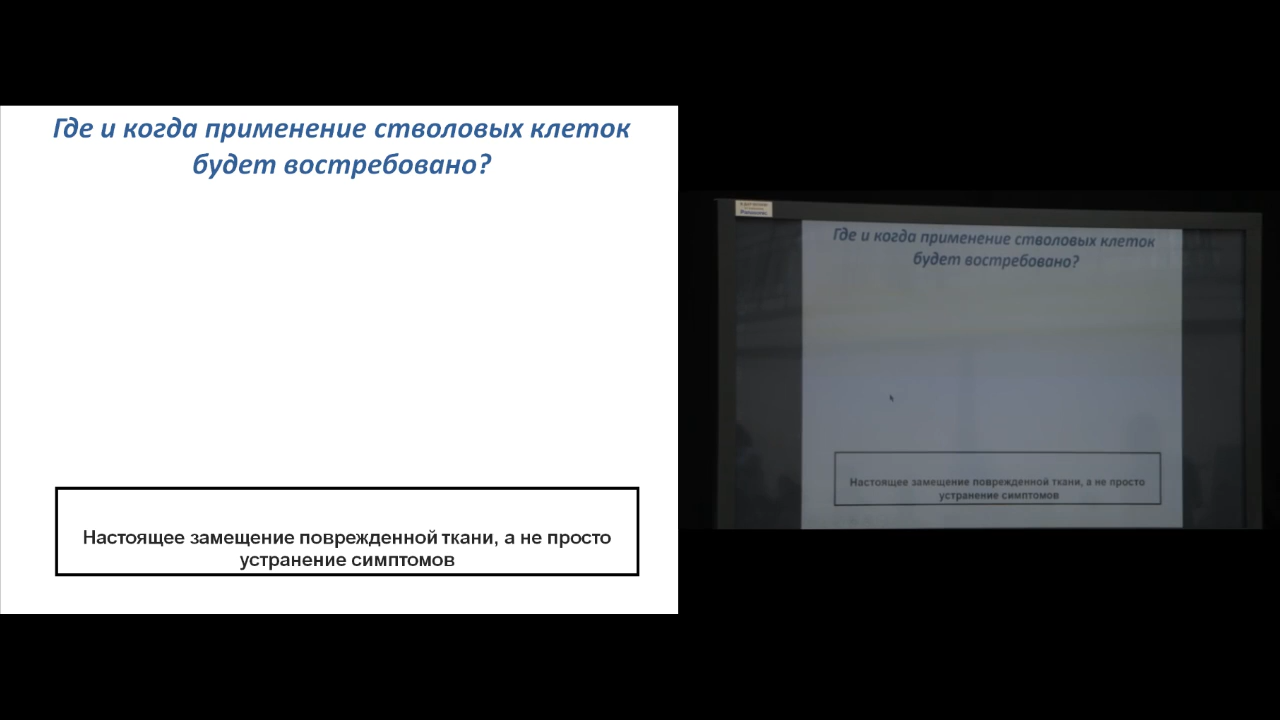 Где и когда применение стволовых клеток
будет востребовано?
Настоящее замещение поврежденной ткани, а не просто
устранение симптомов
Где и когда применение стволовых клеток
будет востребовано?
Настоящее замещение поврежденной ткани, а не просто
устранение симптомов
Panasonic